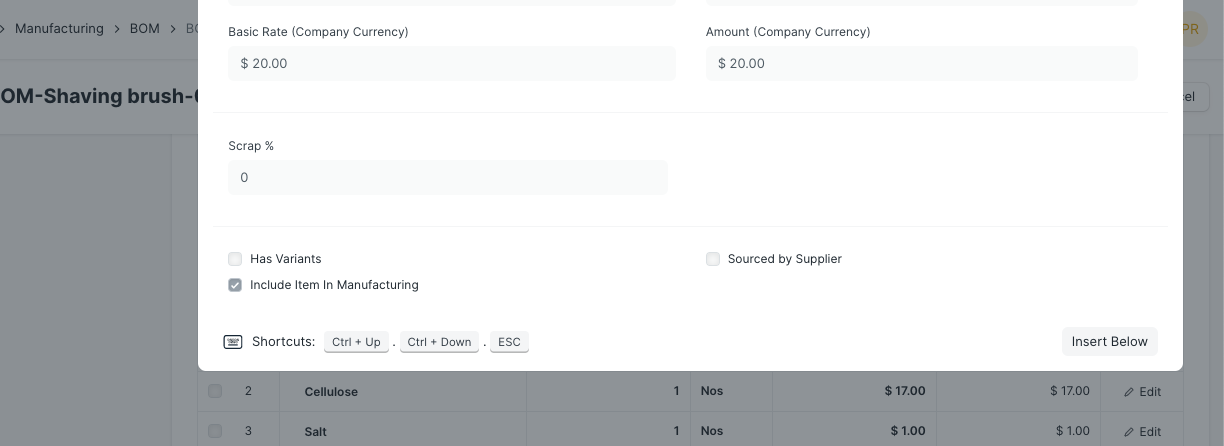 Manufacturing > BOM > BO
Basic Rate (Company Currency)
Amount (Company Currency)
$ 20.00
$ 20.00
PR
OM-Shaving brush-
el
Scrap %
0
Has Variants
Sourced by Supplier
Include Item In Manufacturing
Shortcuts: Ctrl + Up . Ctrl + Down . ESC
Insert Below
2 Cellulose 1 Nos $ 17.00 $ 17.00 Edit
3 Salt 1 Nos $ 1.00 $ 1.00 Edit